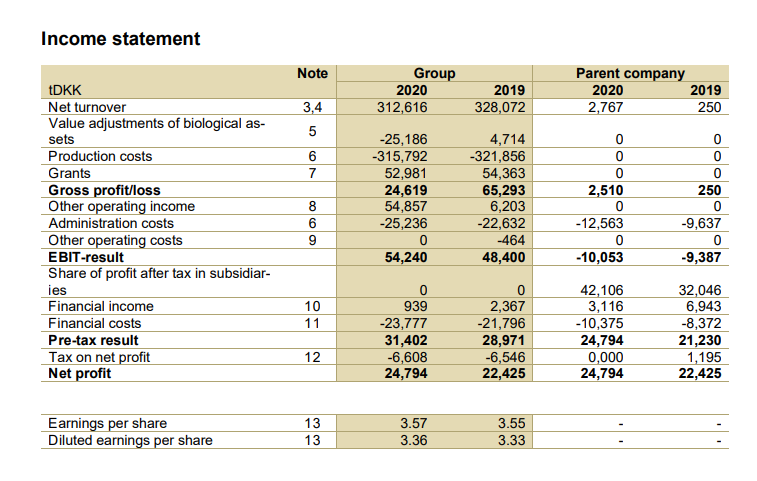 Income statement
Note Group Parent company
tDKK 2020 2019 2020 2019
Net turnover 3,4 312,616 328,072 2,767 250
Value adjustments of biological as-
sets 5 -25,186 4,714 0 0
Production costs 6 -315,792 -321,856 0 0
Grants 7 52,981 54,363 0 0
Gross profit/loss 24,619 65,293 2,510 250
Other operating income 8 54,857 6,203 0 0
Administration costs 6 -25,236 -22,632 -12,563 -9,637
Other operating costs 9 0 -464 0 0
EBIT-result 54,240 48,400 -10,053 -9,387
Share of profit after tax in subsidiar-
ies 0 0 42,106 32,046
Financial income 10 939 2,367 3,116 6,943
Financial costs 11 -23,777 -21,796 -10,375 -8,372
Pre-tax result 31,402 28,971 24,794 21,230
Tax on net profit 12 -6,608 -6,546 0,000 1,195
Net profit 24,794 22,425 24,794 22,425
Earnings per share 13 3.57 3.55 - -
Diluted earnings per share 13 3.36 3.33 - -